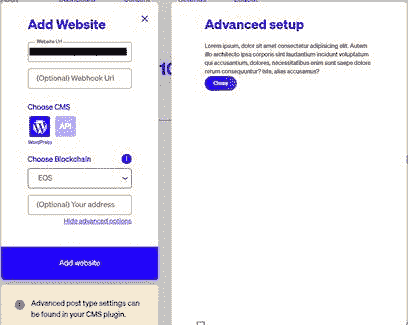 Add Website
Website Url
(Optional) Webhook Url
Choose CMS
API
WordPress
Choose Blockchain
EOS
(Optional) Your address
Hide advanced options
Add website
Advanced post type settings can
be found in your CMS plugin.
Advanced setup
Lorem ipsum, dolor sit amet consectetur adipisicing elit. Autem
illo architecto ipsa corporis sint laudantium incidunt voluptatum
qui accusantium, dolores, necessitatibus enim sunt saepe dolore
rerum consequuntur? Iste, alias accusamus?
Close